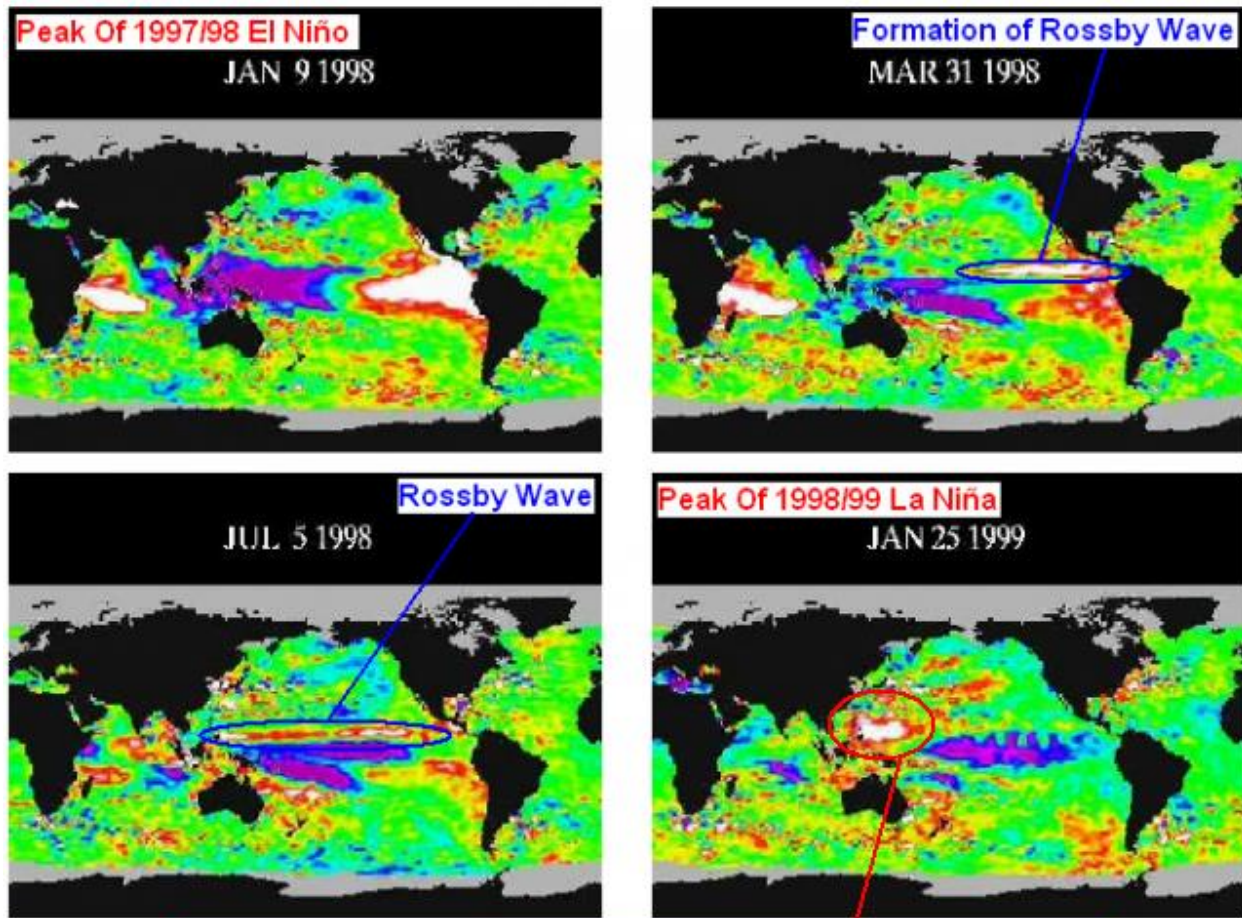 Peak Of 1997/98 El Niño
JAN 9 1998
Formation of Rossby Wave
MAR 31 1998
Rossby Wave
JUL 5 1998
Peak Of 1998/99 La Niña
JAN 25 1999